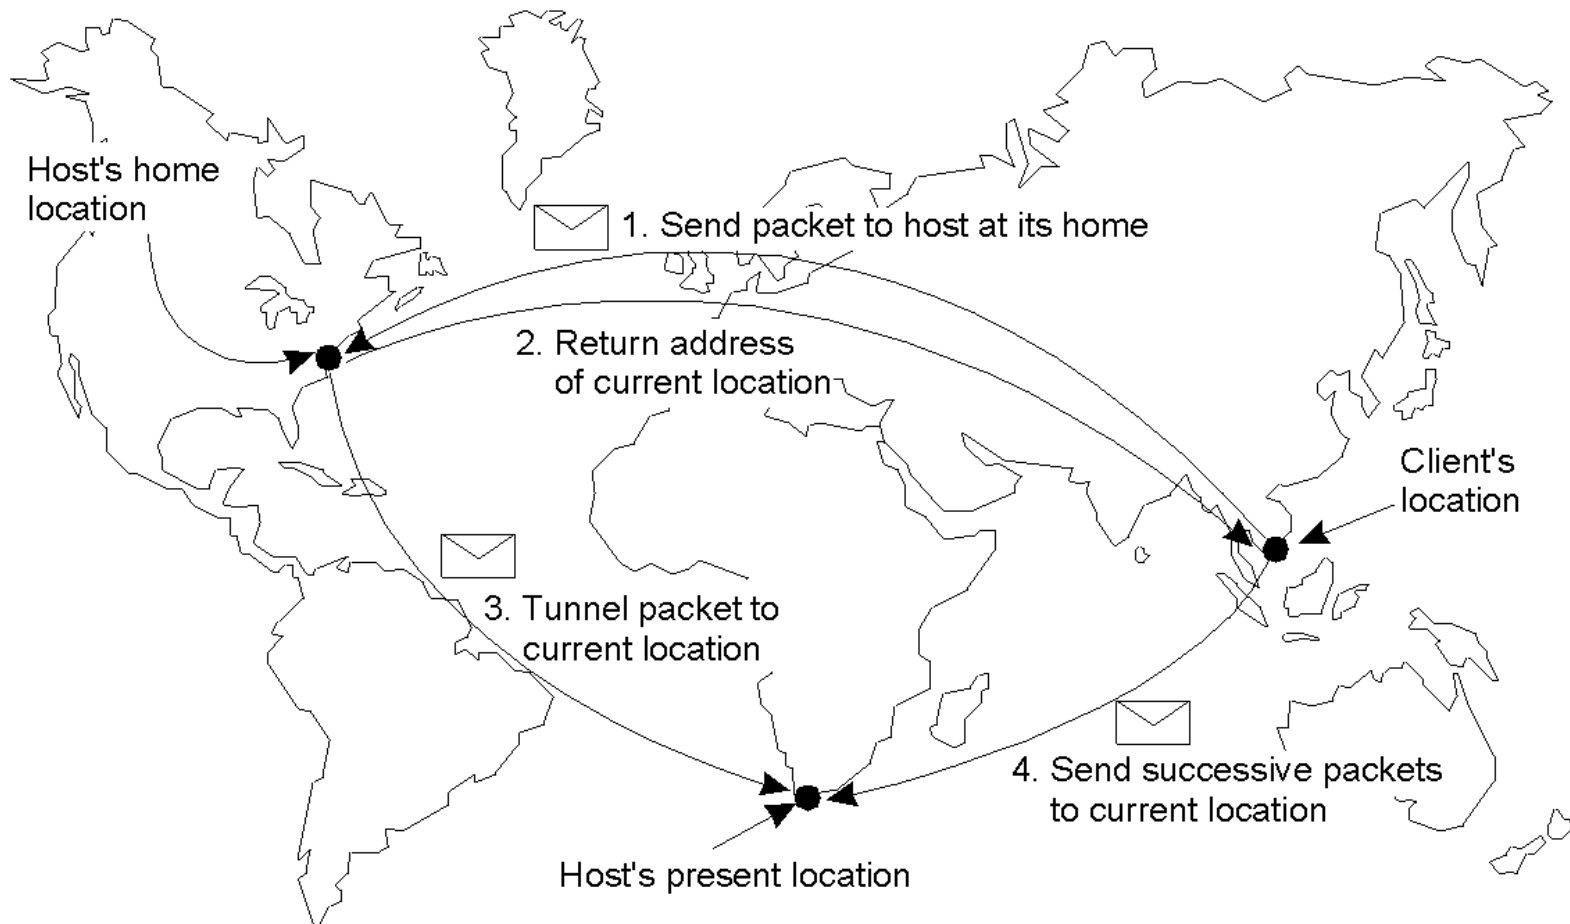 Host's home
location
1. Send packet to host at its home
2. Return address
of current location
Client's
location
3. Tunnel packet to
current location
4. Send successive packets
to current location
Host's present location